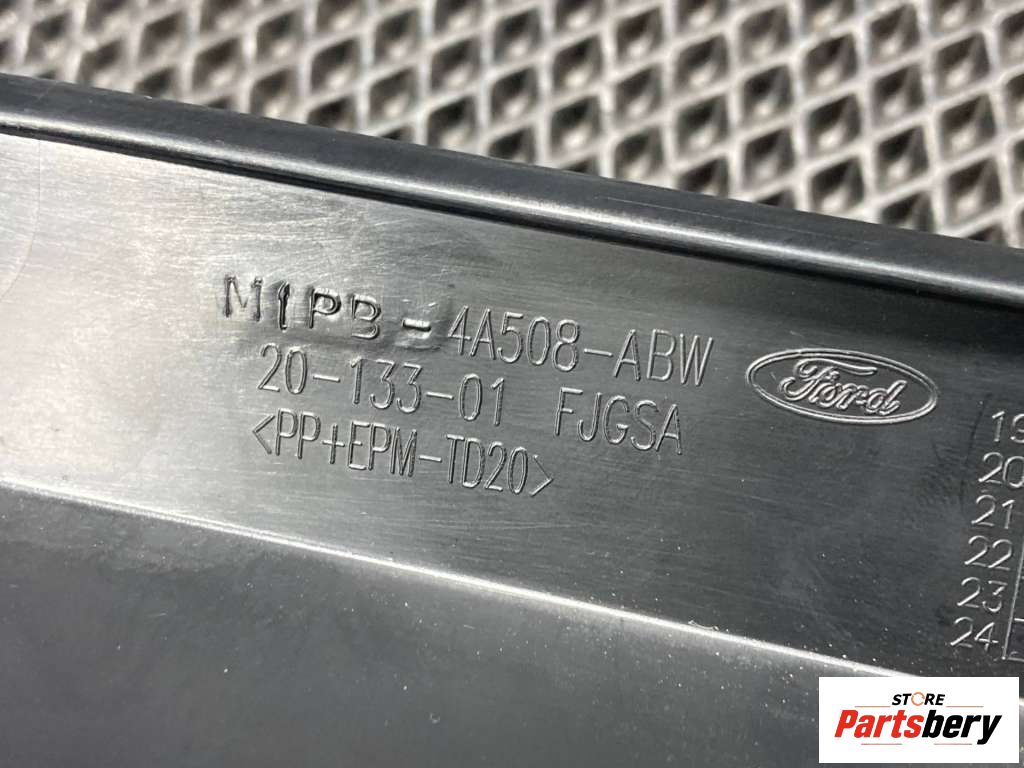 M1PB-4A508-ABW
20-133-01 FJGSA
<PP+EPM-TD20>
Ford
19
20
21
22
23
24
STORE
Partsbery